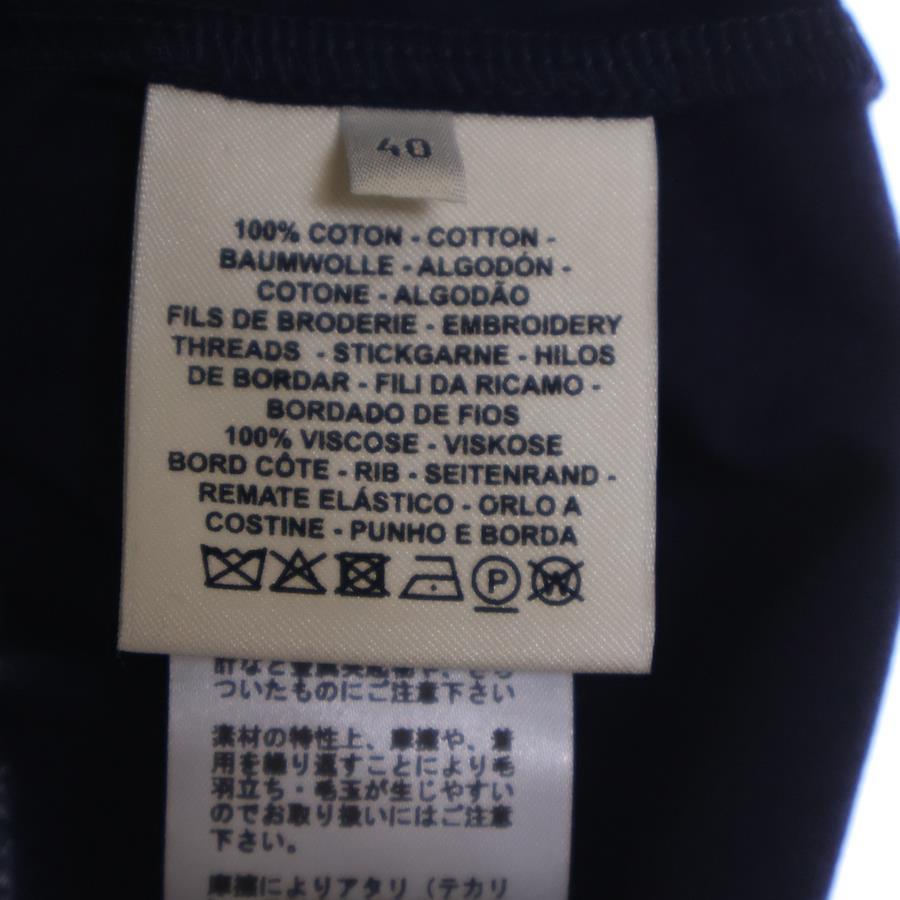 40
100% COTON - COTTON -
BAUMWOLLE - ALGODÓN -
COTONE - ALGODÃO
FILS DE BRODERIE - EMBROIDERY
THREADS - STICKGARNE - HILOS
DE BORDAR - FILI DA RICAMO -
BORDADO DE FIOS
100% VISCOSE - VISKOSE
BORD CÔTE - RIB - SEITENRAND -
REMATE ELÁSTICO - ORLO A
COSTINE - PUNHO E BORDA
P
W
ついたものにご注意下さい
素材の特性上、摩擦や、着
用を繰り返すことにより毛
羽立ち・毛玉が生じやすい
のでお取り扱いにはご注意
下さい。
摩擦によりアタリ（テカリ